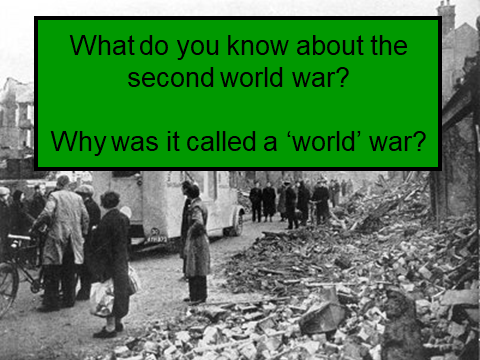 What do you know about the
second world war?
Why was it called a ‘world’ war?